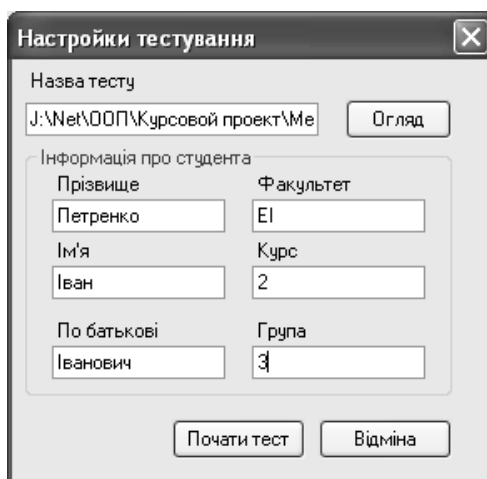 Настройки тестування
Назва тесту
J:\Net\ООП\Курсовой проект\Ме Огляд
Інформація про студента
Прізвище Факультет
Петренко ЕІ
Ім'я Курс
Іван 2
По батькові Група
Іванович 3
Почати тест Відміна